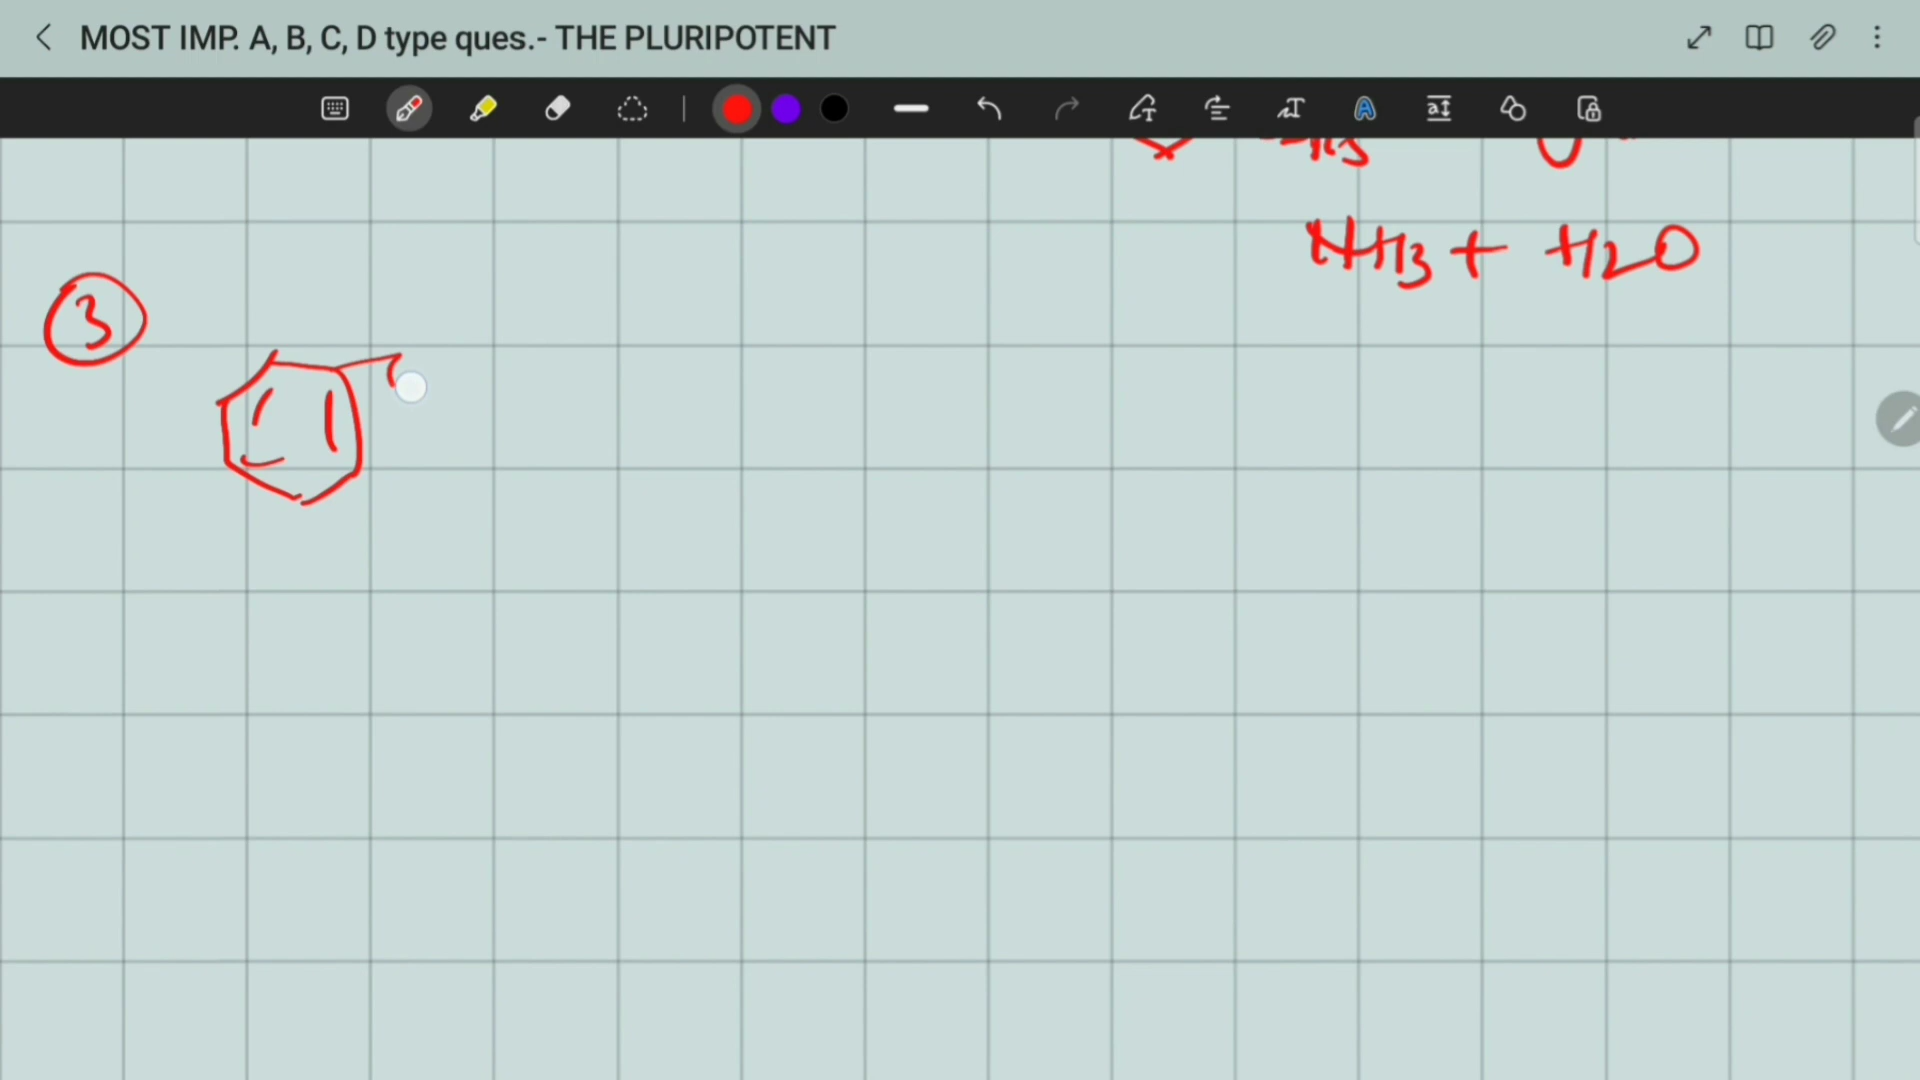 MOST IMP. A, B, C, D type ques.- THE PLURIPOTENT
NH3 + H2O
3